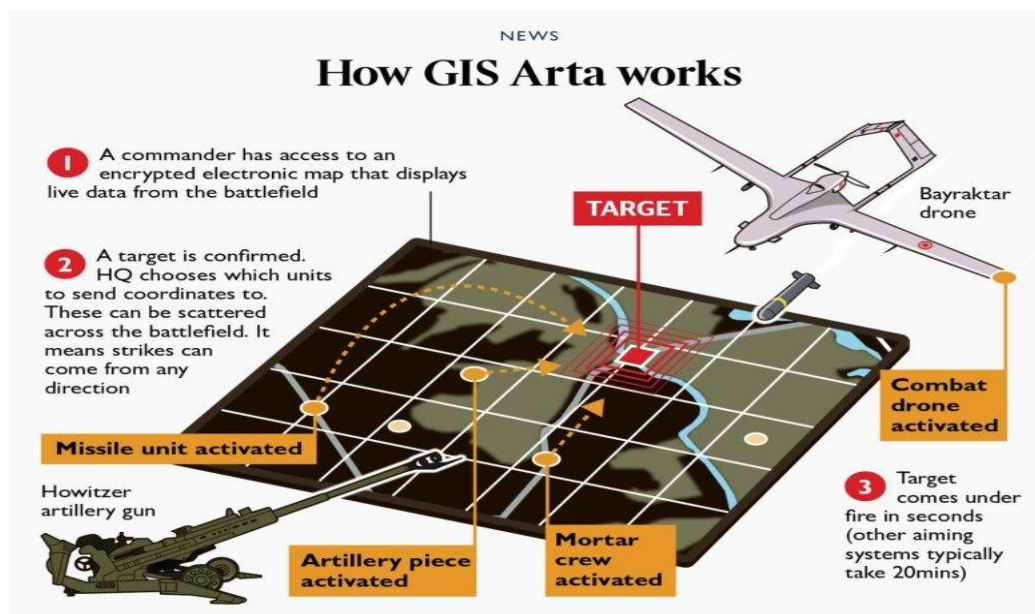 NEWS
How GIS Arta works
1 A commander has access to an
encrypted electronic map that displays
live data from the battlefield
2 A target is confirmed.
HQ chooses which units
to send coordinates to.
These can be scattered
across the battlefield. It
means strikes can
come from any
direction
TARGET
Bayraktar
drone
Combat
drone
activated
Missile unit activated
Howitzer
artillery gun
Artillery piece
activated
Mortar
crew
activated
3 Target
comes under
fire in seconds
(other aiming
systems typically
take 20mins)